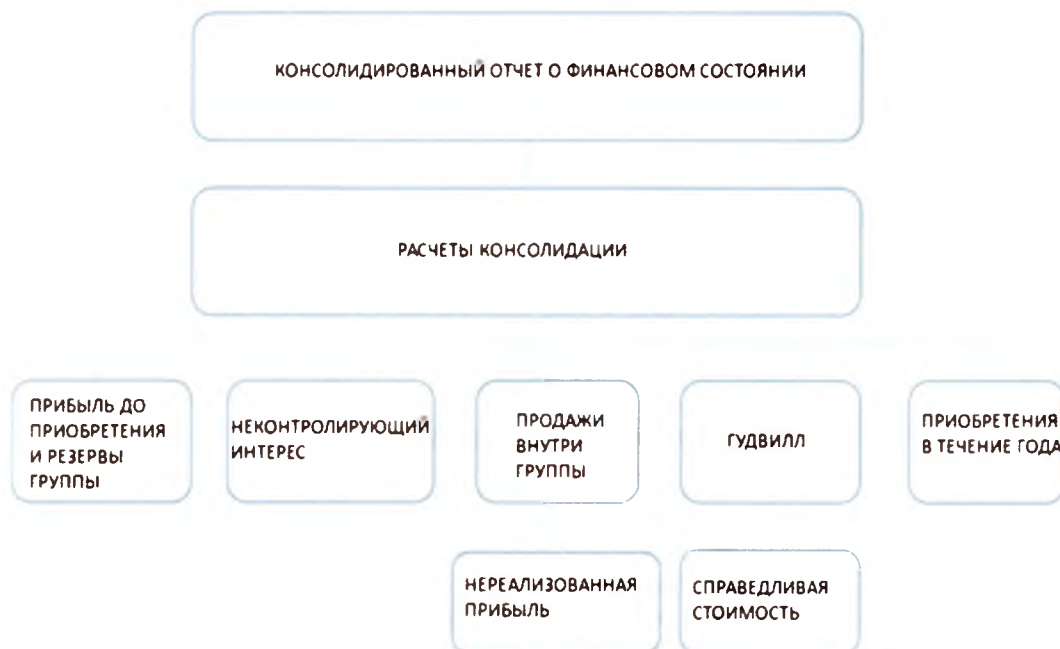 КОНСОЛИДИРОВАННЫЙ ОТЧЕТ О ФИНАНСОВОМ СОСТОЯНИИ
РАСЧЕТЫ КОНСОЛИДАЦИИ
ПРИБЫЛЬ ДО
ПРИОБРЕТЕНИЯ
И РЕЗЕРВЫ
ГРУППЫ
НЕКОНТРОЛИРУЮЩИЙ
ИНТЕРЕС
ПРОДАЖИ
ВНУТРИ
ГРУППЫ
ГУДВИЛЛ
ПРИОБРЕТЕНИЯ
В ТЕЧЕНИЕ ГОДА
НЕРЕАЛИЗОВАННАЯ
ПРИБЫЛЬ
СПРАВЕДЛИВАЯ
СТОИМОСТЬ